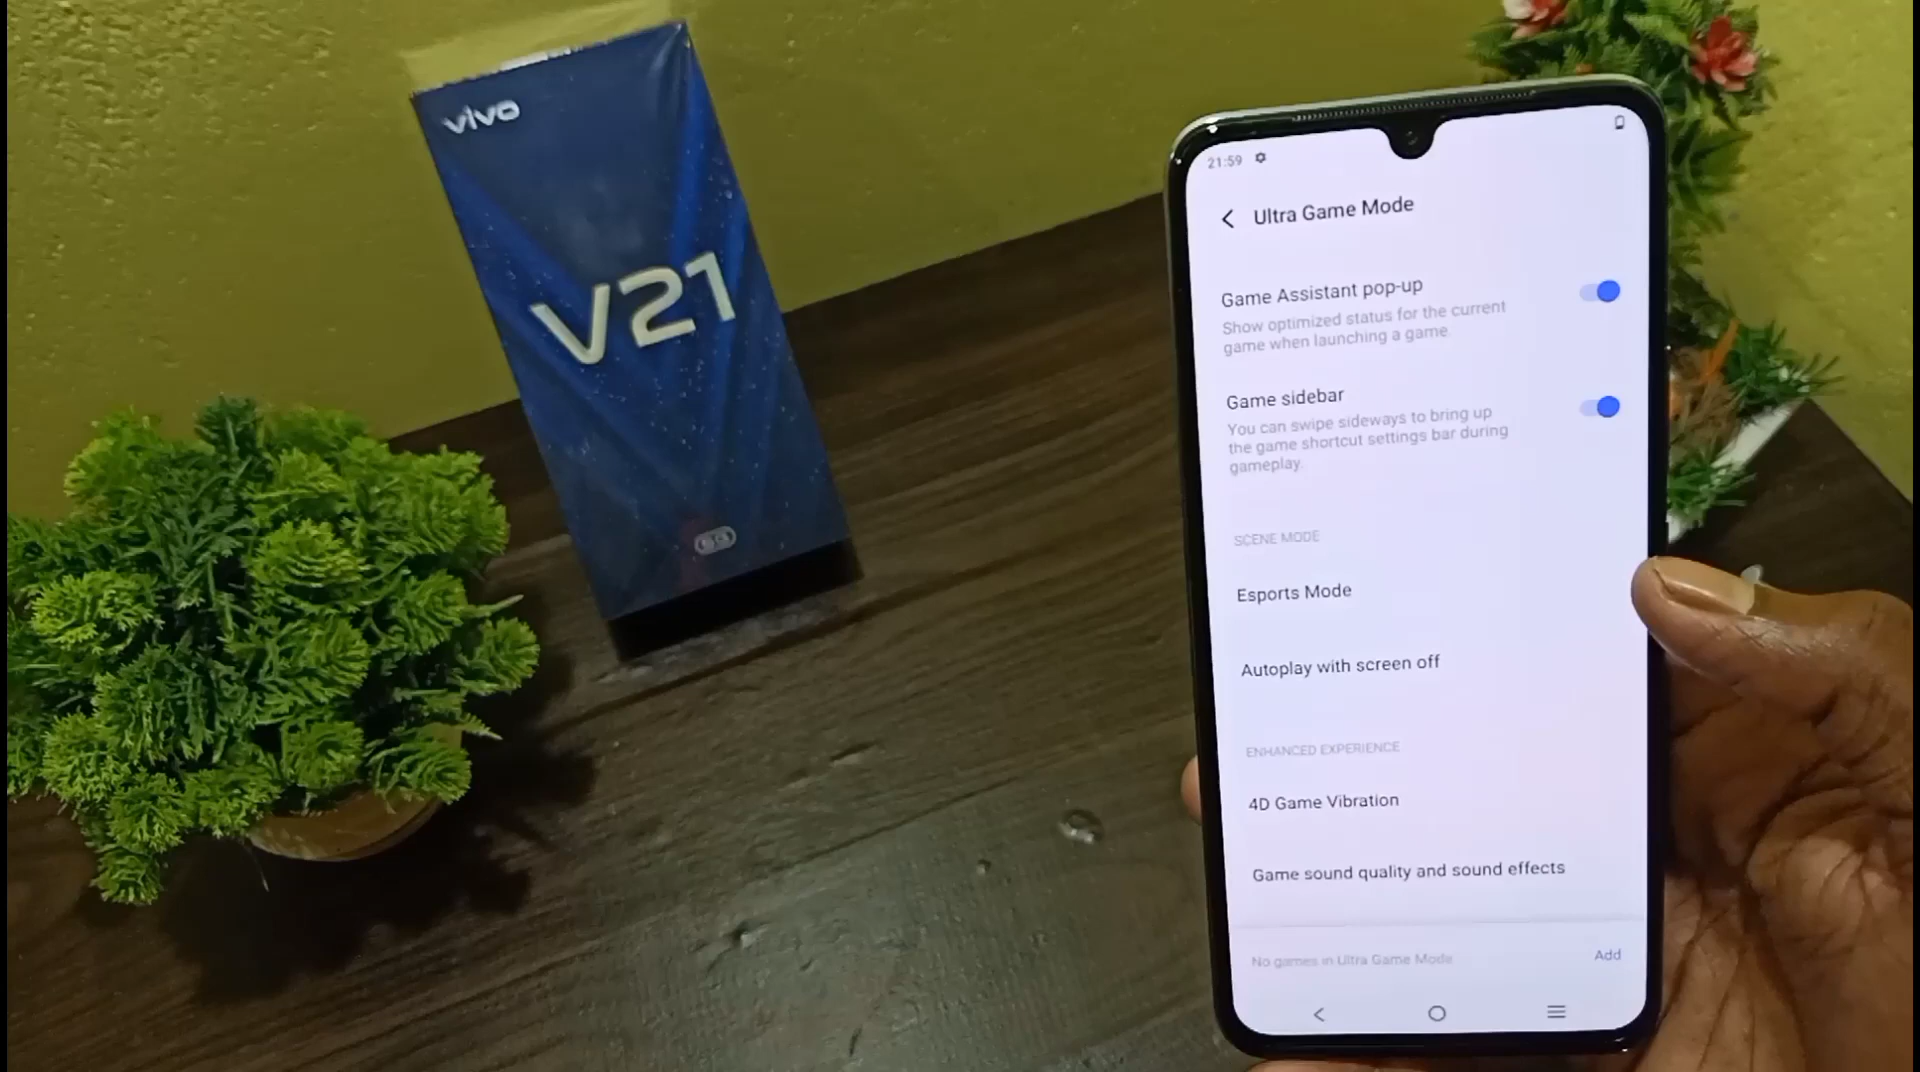 vivo
V21
5G
21:59
Ultra Game Mode
Game Assistant pop-up
Show optimized status for the current
game when launching a game.
Game sidebar
You can swipe sideways to bring up
the game shortcut settings bar during
gameplay.
SCENE MODE
Esports Mode
Autoplay with screen off
ENHANCED EXPERIENCE
4D Game Vibration
Game sound quality and sound effects
No games in Ultra Game Mode
Add